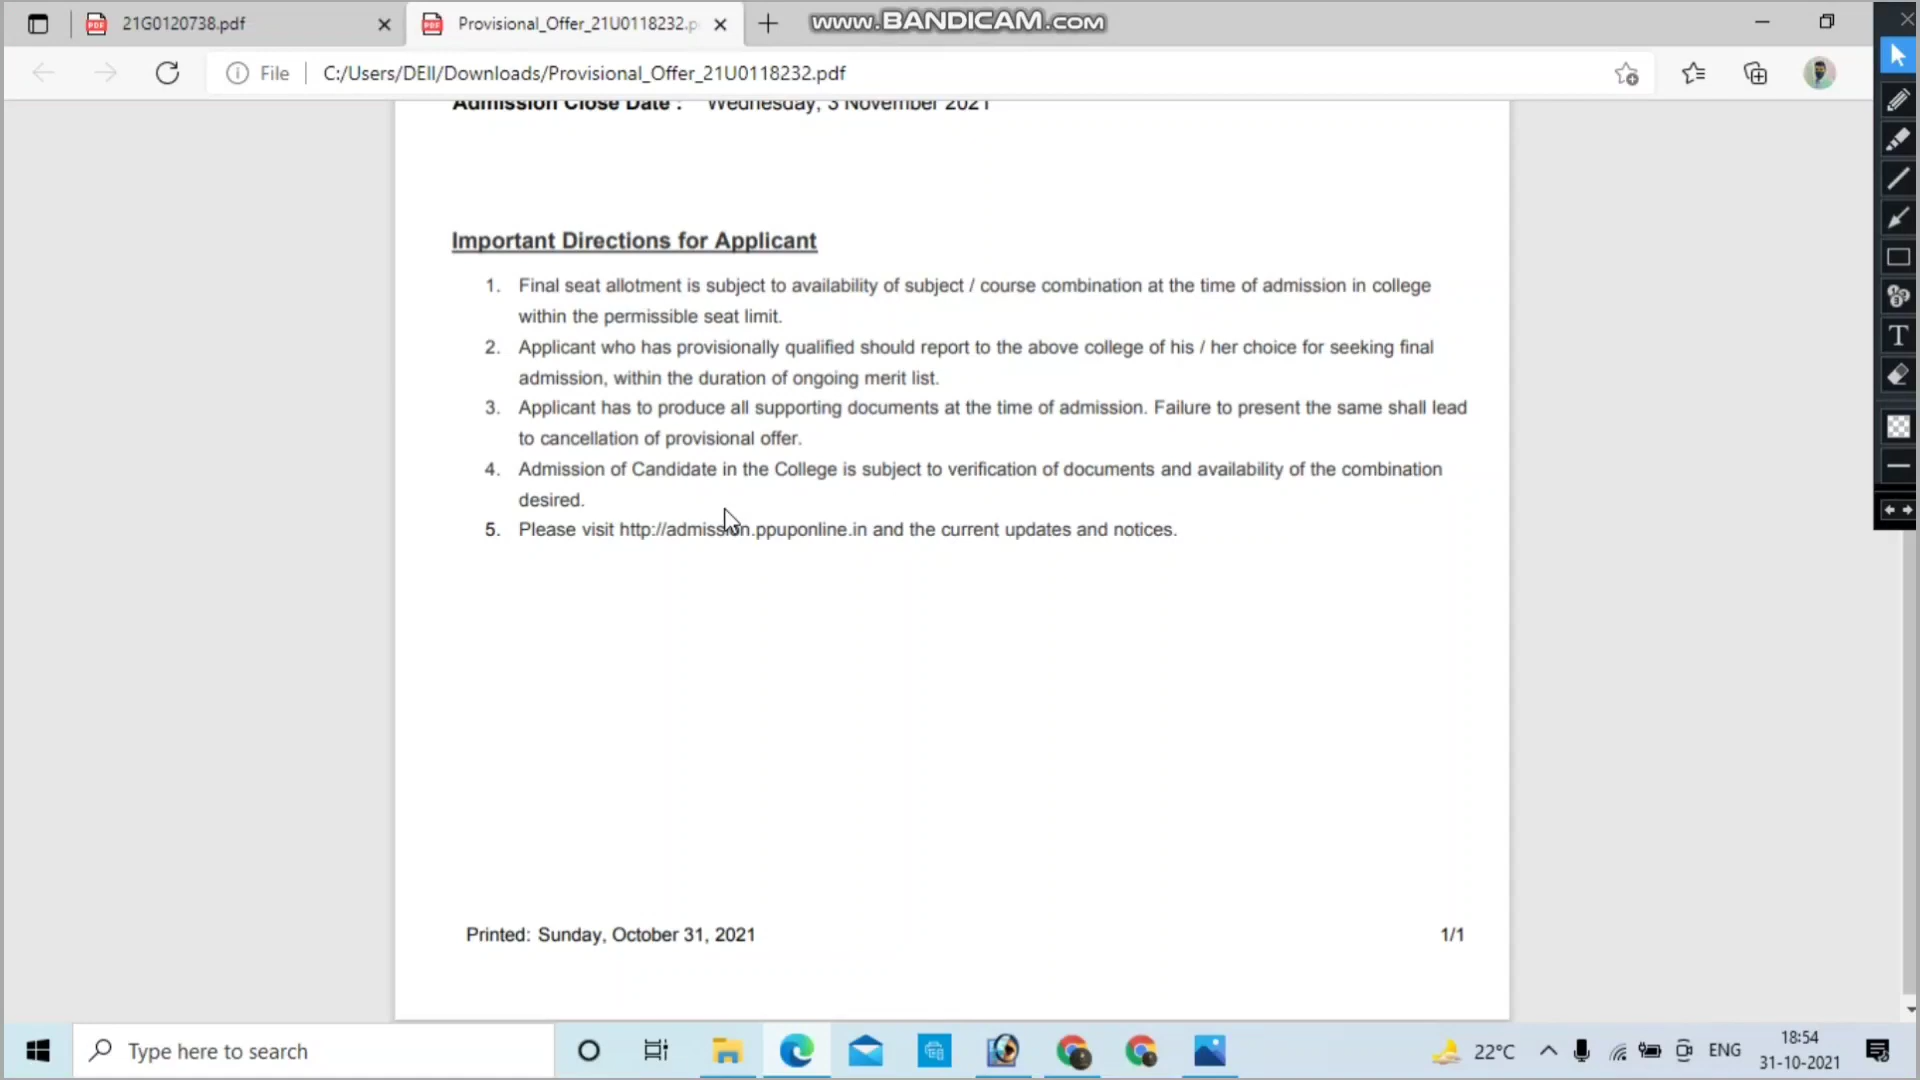 21G0120738.pdf
Provisional_Offer_21U0118232.p
www.BANDICAM.com
File
C:/Users/DEll/Downloads/Provisional_Offer_21U0118232.pdf
Admission Close Date : Wednesday, 3 November 2021
Important Directions for Applicant
1. Final seat allotment is subject to availability of subject / course combination at the time of admission in college
within the permissible seat limit.
2. Applicant who has provisionally qualified should report to the above college of his / her choice for seeking final
admission, within the duration of ongoing merit list.
3. Applicant has to produce all supporting documents at the time of admission. Failure to present the same shall lead
to cancellation of provisional offer.
4. Admission of Candidate in the College is subject to verification of documents and availability of the combination
desired.
5. Please visit http://admission.ppuponline.in and the current updates and notices.
Printed: Sunday, October 31, 2021
1/1
Type here to search
22°C
ENG
18:54
31-10-2021